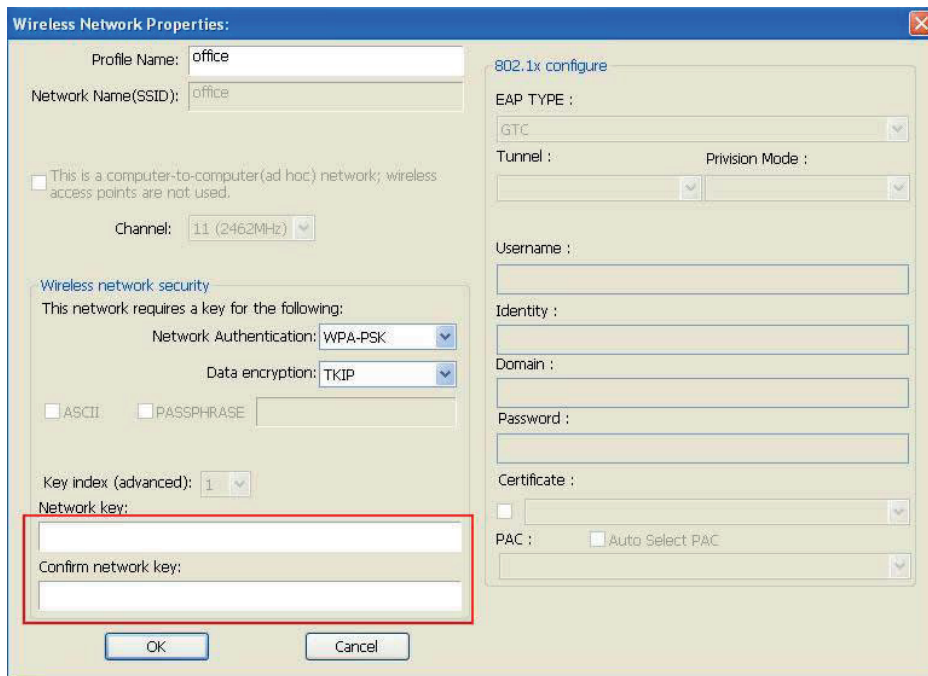 Wireless Network Properties:
Profile Name: office
Network Name(SSID): office
This is a computer-to-computer(ad hoc) network; wireless
access points are not used.
Channel: 11 (2462MHz)
Wireless network security
This network requires a key for the following:
Network Authentication: WPA-PSK
Data encryption: TKIP
ASCII PASSPHRASE
Key index (advanced): 1
Network key:
Confirm network key:
OK Cancel
802.1x configure
EAP TYPE :
GTC
Tunnel : Privision Mode :
Username :
Identity :
Domain :
Password :
Certificate :
PAC : Auto Select PAC